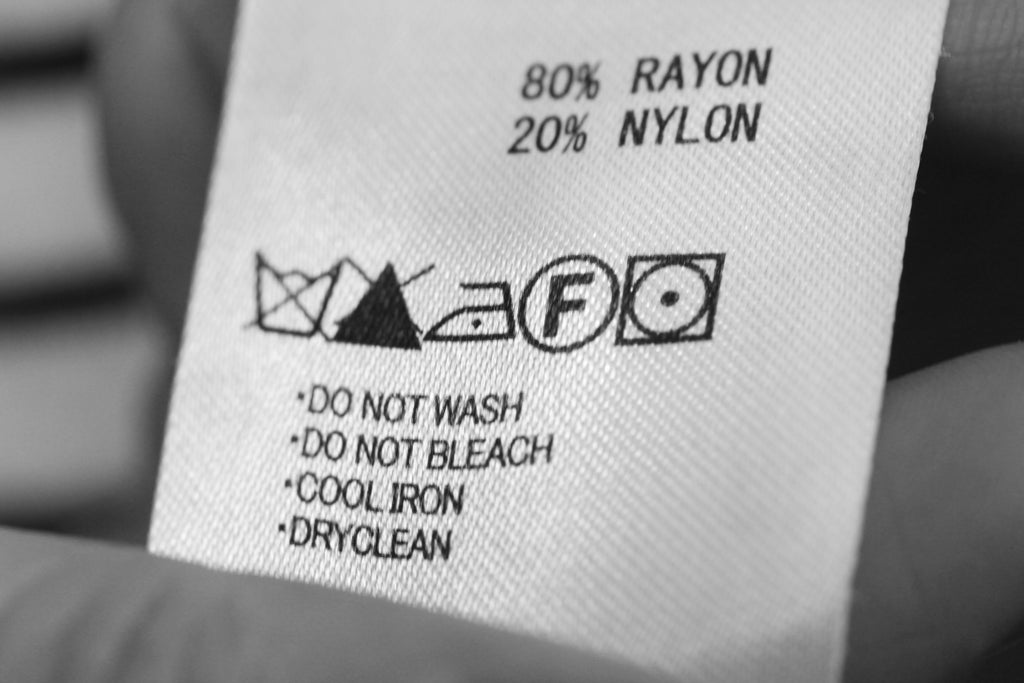 80% RAYON
20% NYLON
F
·DO NOT WASH
·DO NOT BLEACH
·COOL IRON
·DRYCLEAN